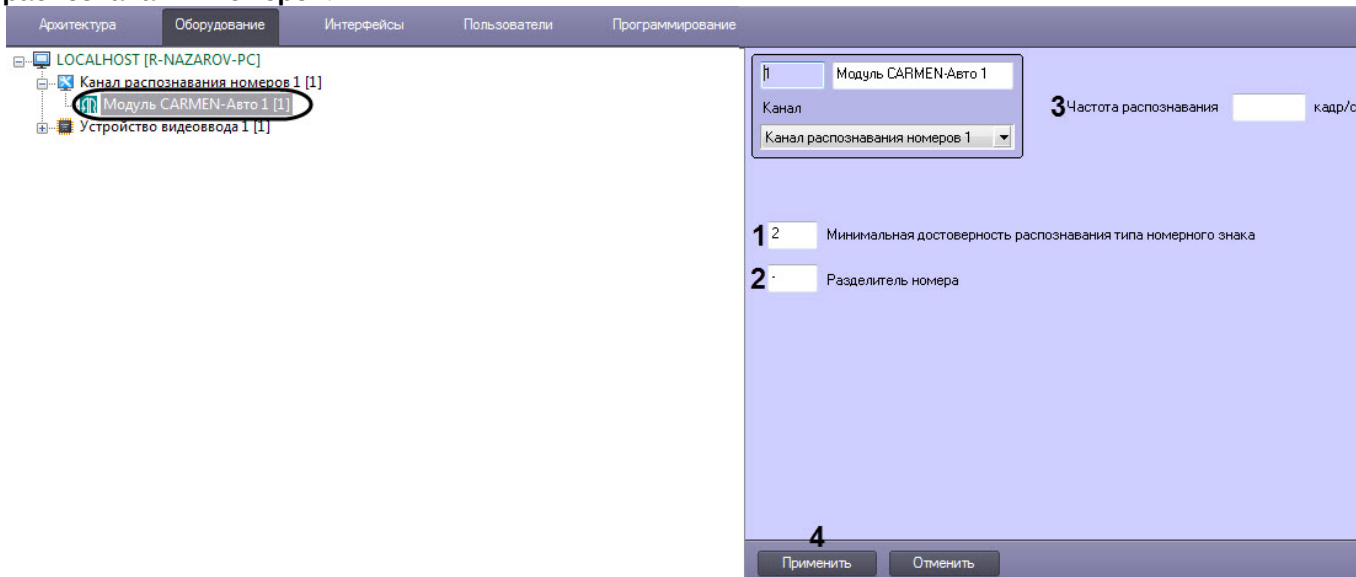 Архитектура Оборудование Интерфейсы Пользователи Программирование
LOCALHOST [R-NAZAROV-PC]
Канал распознавания номеров 1 [1]
Модуль CARMEN-Авто 1 [1]
Устройство видеоввода 1 [1]
1 Модуль CARMEN-Авто 1
Канал
Канал распознавания номеров 1
3 Частота распознавания кадр/с
1 2 Минимальная достоверность распознавания типа номерного знака
2 - Разделитель номера
4
Применить Отменить